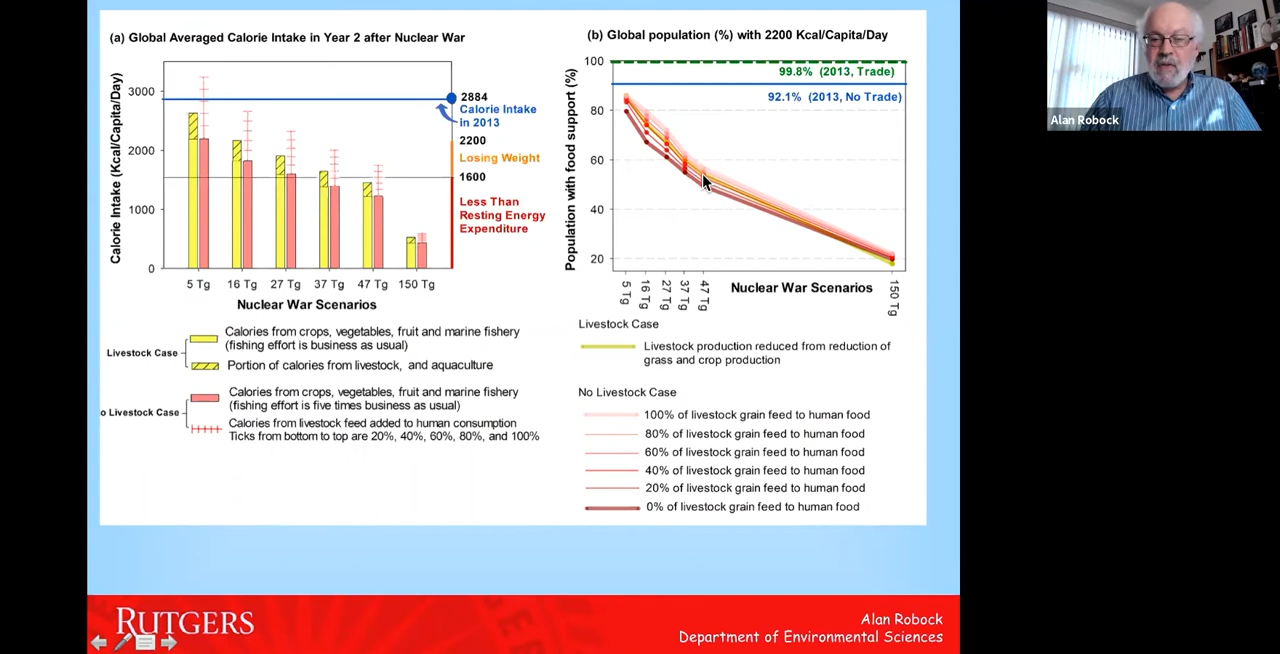 (a) Global Averaged Calorie Intake in Year 2 after Nuclear War
Calorie Intake (Kcal/Capita/Day)
3000
2000
1000
0
5 Tg 16 Tg 27 Tg 37 Tg 47 Tg 150 Tg
Nuclear War Scenarios
2884
Calorie Intake
in 2013
2200
Losing Weight
1600
Less Than
Resting Energy
Expenditure
Livestock Case
Calories from crops, vegetables, fruit and marine fishery
(fishing effort is business as usual)
Portion of calories from livestock, and aquaculture
o Livestock Case
Calories from crops, vegetables, fruit and marine fishery
(fishing effort is five times business as usual)
Calories from livestock feed added to human consumption
Ticks from bottom to top are 20%, 40%, 60%, 80%, and 100%
(b) Global population (%) with 2200 Kcal/Capita/Day
Population with food support (%)
100
80
60
40
20
99.8% (2013, Trade)
92.1% (2013, No Trade)
5 Tg
16 Tg
27 Tg
37 Tg
47 Tg
150 Tg
Nuclear War Scenarios
Livestock Case
Livestock production reduced from reduction of
grass and crop production
No Livestock Case
100% of livestock grain feed to human food
80% of livestock grain feed to human food
60% of livestock grain feed to human food
40% of livestock grain feed to human food
20% of livestock grain feed to human food
0% of livestock grain feed to human food
RUTGERS
Alan Robock
Department of Environmental Sciences
Alan Robock